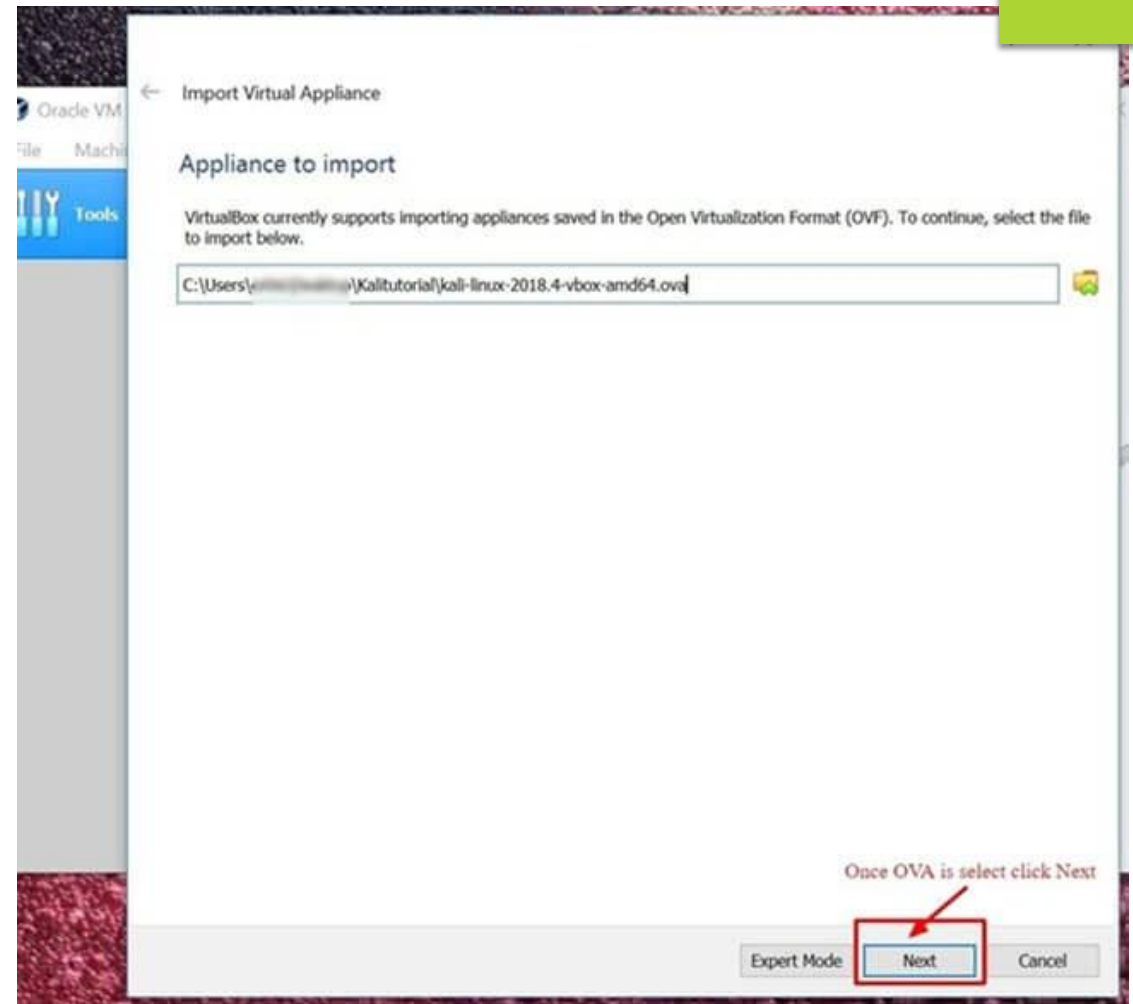 Import Virtual Appliance
Oracle VM
File Machi
Appliance to import
Tools
VirtualBox currently supports importing appliances saved in the Open Virtualization Format (OVF). To continue, select the file
to import below.
C:\Users\ \Kalitutorial\kali-linux-2018.4-vbox-amd64.ova
Once OVA is select click Next
Expert Mode Next Cancel